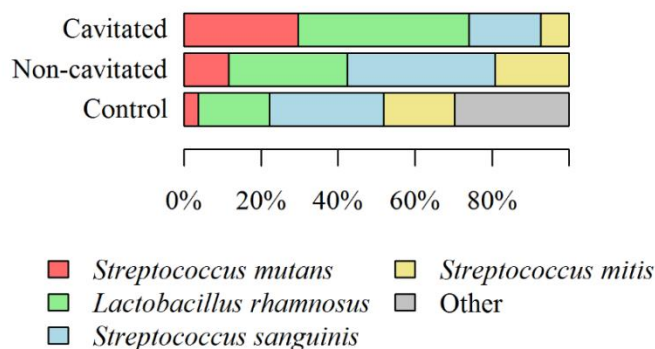 Cavitated
Non-cavitated
Control
0% 20% 40% 60% 80%
Streptococcus mutans
Lactobacillus rhamnosus
Streptococcus sanguinis
Streptococcus mitis
Other